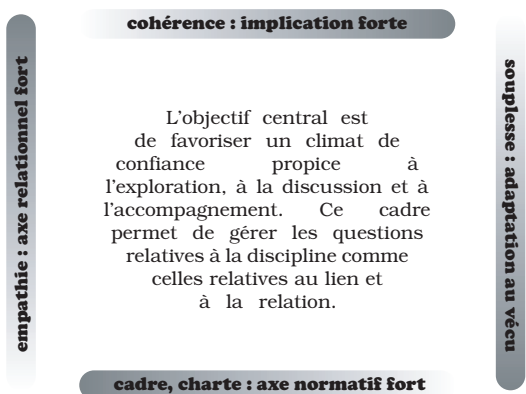 cohérence : implication forte
empathie : axe relationnel fort
L'objectif central est
de favoriser un climat de
confiance propice à
l'exploration, à la discussion et à
l'accompagnement. Ce cadre
permet de gérer les questions
relatives à la discipline comme
celles relatives au lien et
à la relation.
souplesse : adaptation au vécu
cadre, charte : axe normatif fort